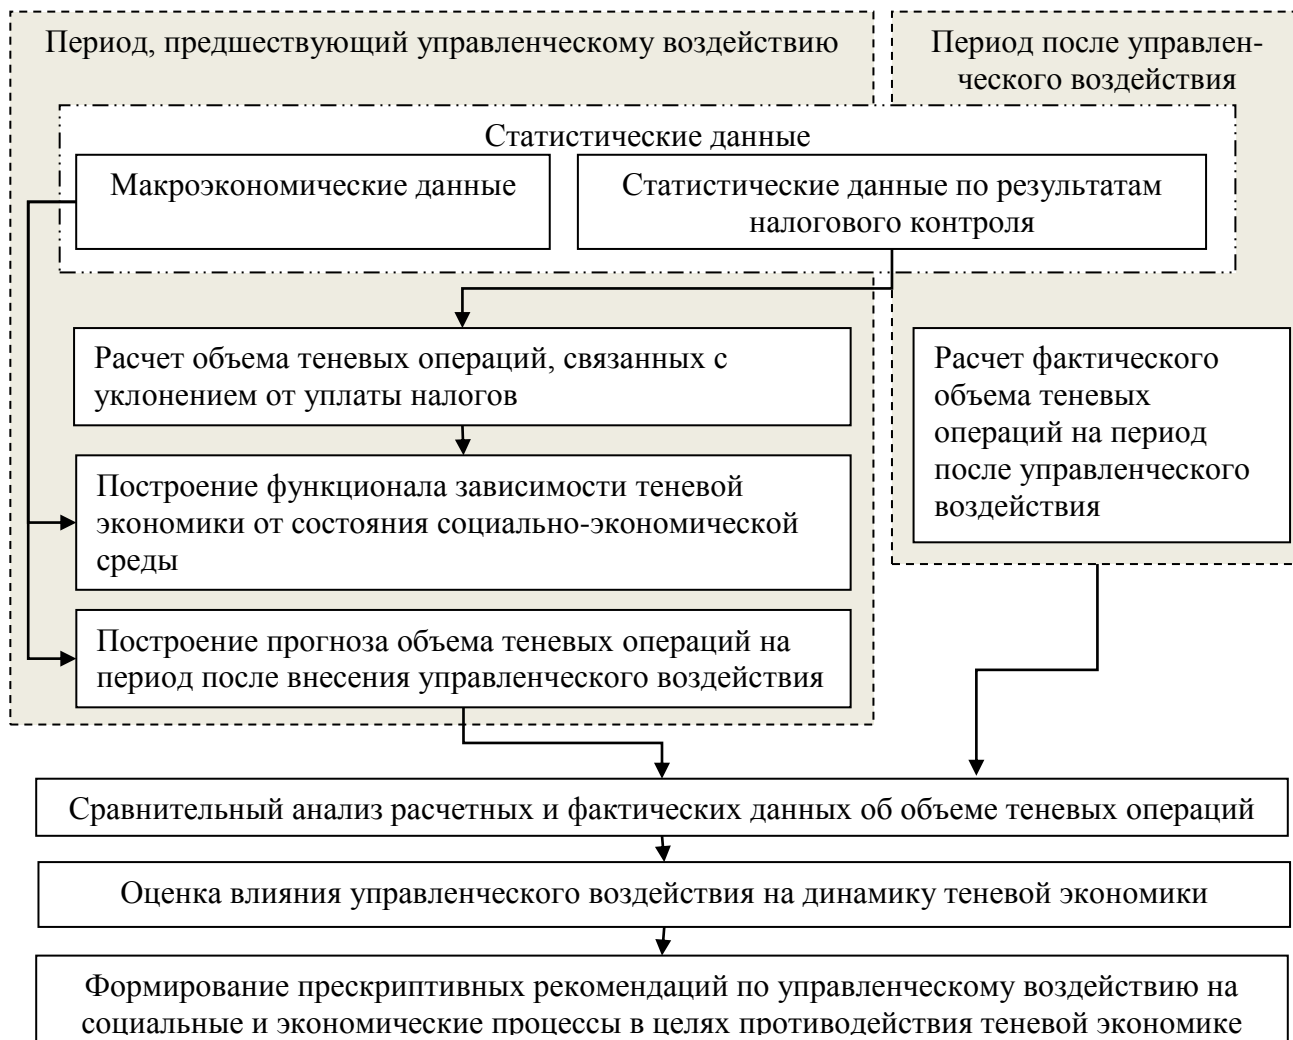 Период, предшествующий управленческому воздействию
Период после управлен-
ческого воздействия
Статистические данные
Макроэкономические данные
Статистические данные по результатам
налогового контроля
Расчет объема теневых операций, связанных с
уклонением от уплаты налогов
Расчет фактического
объема теневых
операций на период
после управленческого
воздействия
Построение функционала зависимости теневой
экономики от состояния социально-экономической
среды
Построение прогноза объема теневых операций на
период после внесения управленческого воздействия
Сравнительный анализ расчетных и фактических данных об объеме теневых операций
Оценка влияния управленческого воздействия на динамику теневой экономики
Формирование прескриптивных рекомендаций по управленческому воздействию на
социальные и экономические процессы в целях противодействия теневой экономике